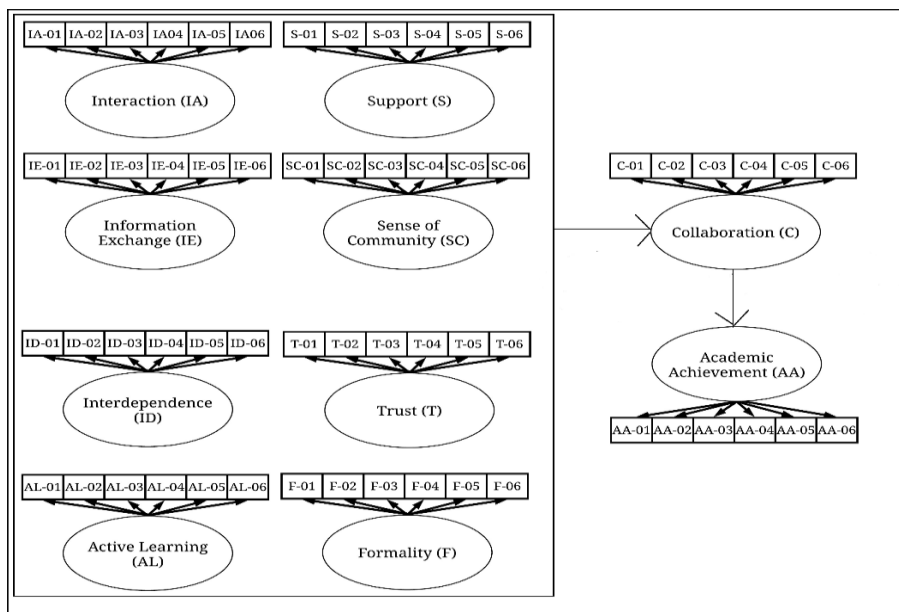 IA-01 IA-02 IA-03 IA04 IA-05 IA06
Interaction (IA)
S-01 S-02 S-03 S-04 S-05 S-06
Support (S)
IE-01 IE-02 IE-03 IE-04 IE-05 IE-06
Information
Exchange (IE)
SC-01 SC-02 SC-03 SC-04 SC-05 SC-06
Sense of
Community (SC)
C-01 C-02 C-03 C-04 C-05 C-06
Collaboration (C)
ID-01 ID-02 ID-03 ID-04 ID-05 ID-06
Interdependence
(ID)
T-01 T-02 T-03 T-04 T-05 T-06
Trust (T)
Academic
Achievement (AA)
AA-01 AA-02 AA-03 AA-04 AA-05 AA-06
AL-01 AL-02 AL-03 AL-04 AL-05 AL-06
Active Learning
(AL)
F-01 F-02 F-03 F-04 F-05 F-06
Formality (F)